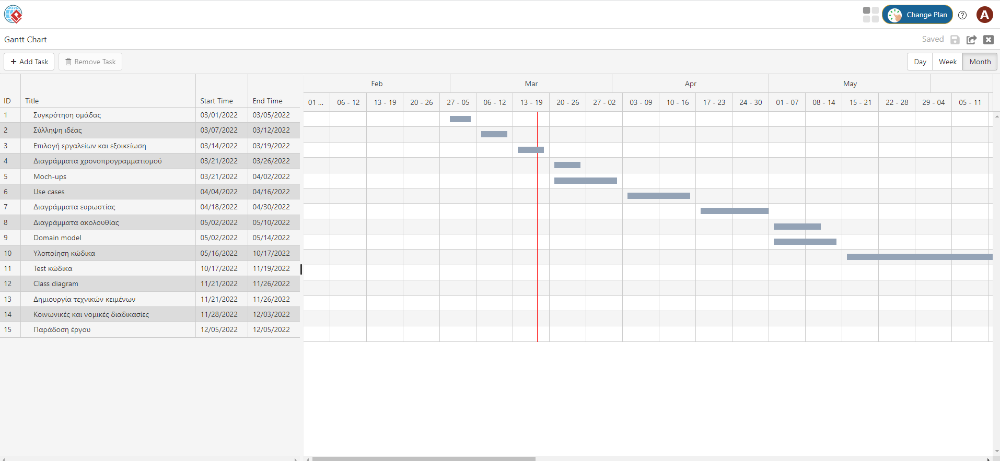 Change Plan
?
A
Gantt Chart
Saved
+ Add Task
Remove Task
Day Week Month
Feb Mar Apr May
ID Title Start Time End Time
01 ... 06 - 12 13 - 19 20 - 26 27 - 05 06 - 12 13 - 19 20 - 26 27 - 02 03 - 09 10 - 16 17 - 23 24 - 30 01 - 07 08 - 14 15 - 21 22 - 28 29 - 04 05 - 11
1 Συγκρότηση ομάδας 03/01/2022 03/05/2022
2 Σύλληψη ιδέας 03/07/2022 03/12/2022
3 Επιλογή εργαλείων και εξοικείωση 03/14/2022 03/19/2022
4 Διαγράμματα χρονοπρογραμματισμού 03/21/2022 03/26/2022
5 Moch-ups 03/21/2022 04/02/2022
6 Use cases 04/04/2022 04/16/2022
7 Διαγράμματα ευρωστίας 04/18/2022 04/30/2022
8 Διαγράμματα ακολουθίας 05/02/2022 05/10/2022
9 Domain model 05/02/2022 05/14/2022
10 Υλοποίηση κώδικα 05/16/2022 10/17/2022
11 Test κώδικα 10/17/2022 11/19/2022
12 Class diagram 11/21/2022 11/26/2022
13 Δημιουργία τεχνικών κειμένων 11/21/2022 11/26/2022
14 Κοινωνικές και νομικές διαδικασίες 11/28/2022 12/03/2022
15 Παράδοση έργου 12/05/2022 12/05/2022